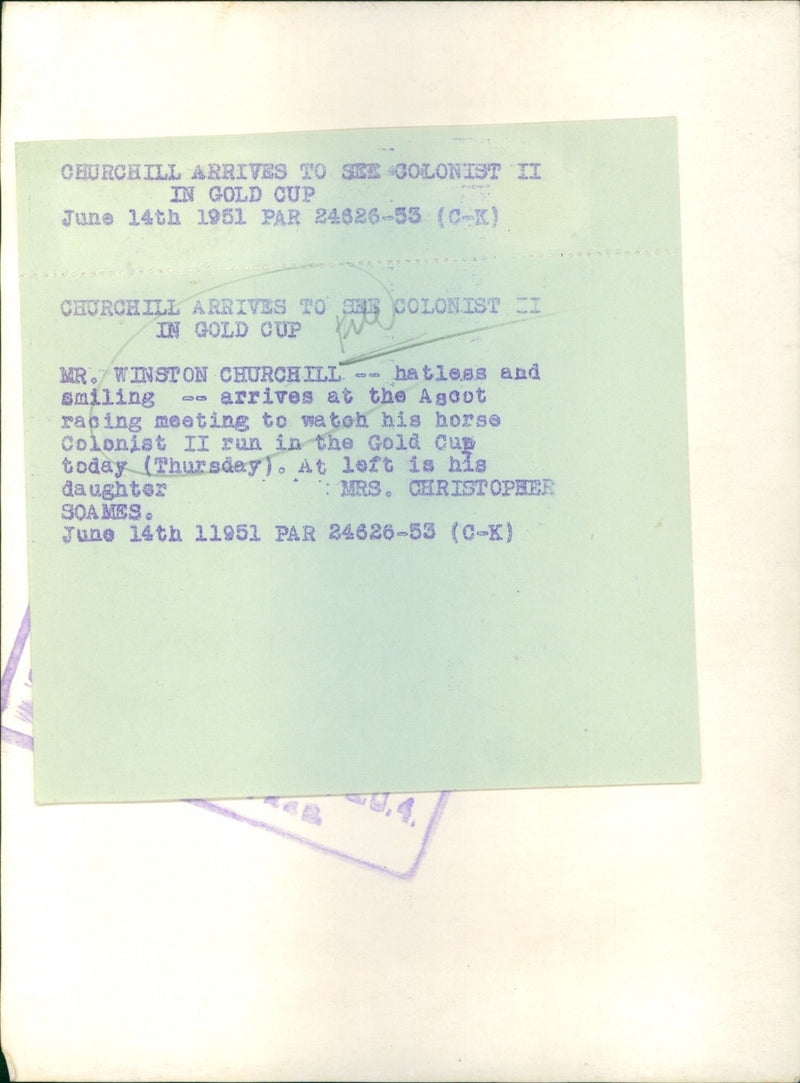 CHURCHILL ARRIVES TO SEE COLONIST II
IN GOLD CUP
June 14th 1951 PAR 24626-53 (C-K)
CHURCHILL ARRIVES TO SEE COLONIST II
IN GOLD CUP
MR. WINSTON CHURCHILL -- hatless and
smiling -- arrives at the Ascot
racing meeting to watch his horse
Colonist II run in the Gold Cup
today (Thursday). At left is his
daughter MRS. CHRISTOPHER
SOAMES.
June 14th 11951 PAR 24626-53 (C-K)